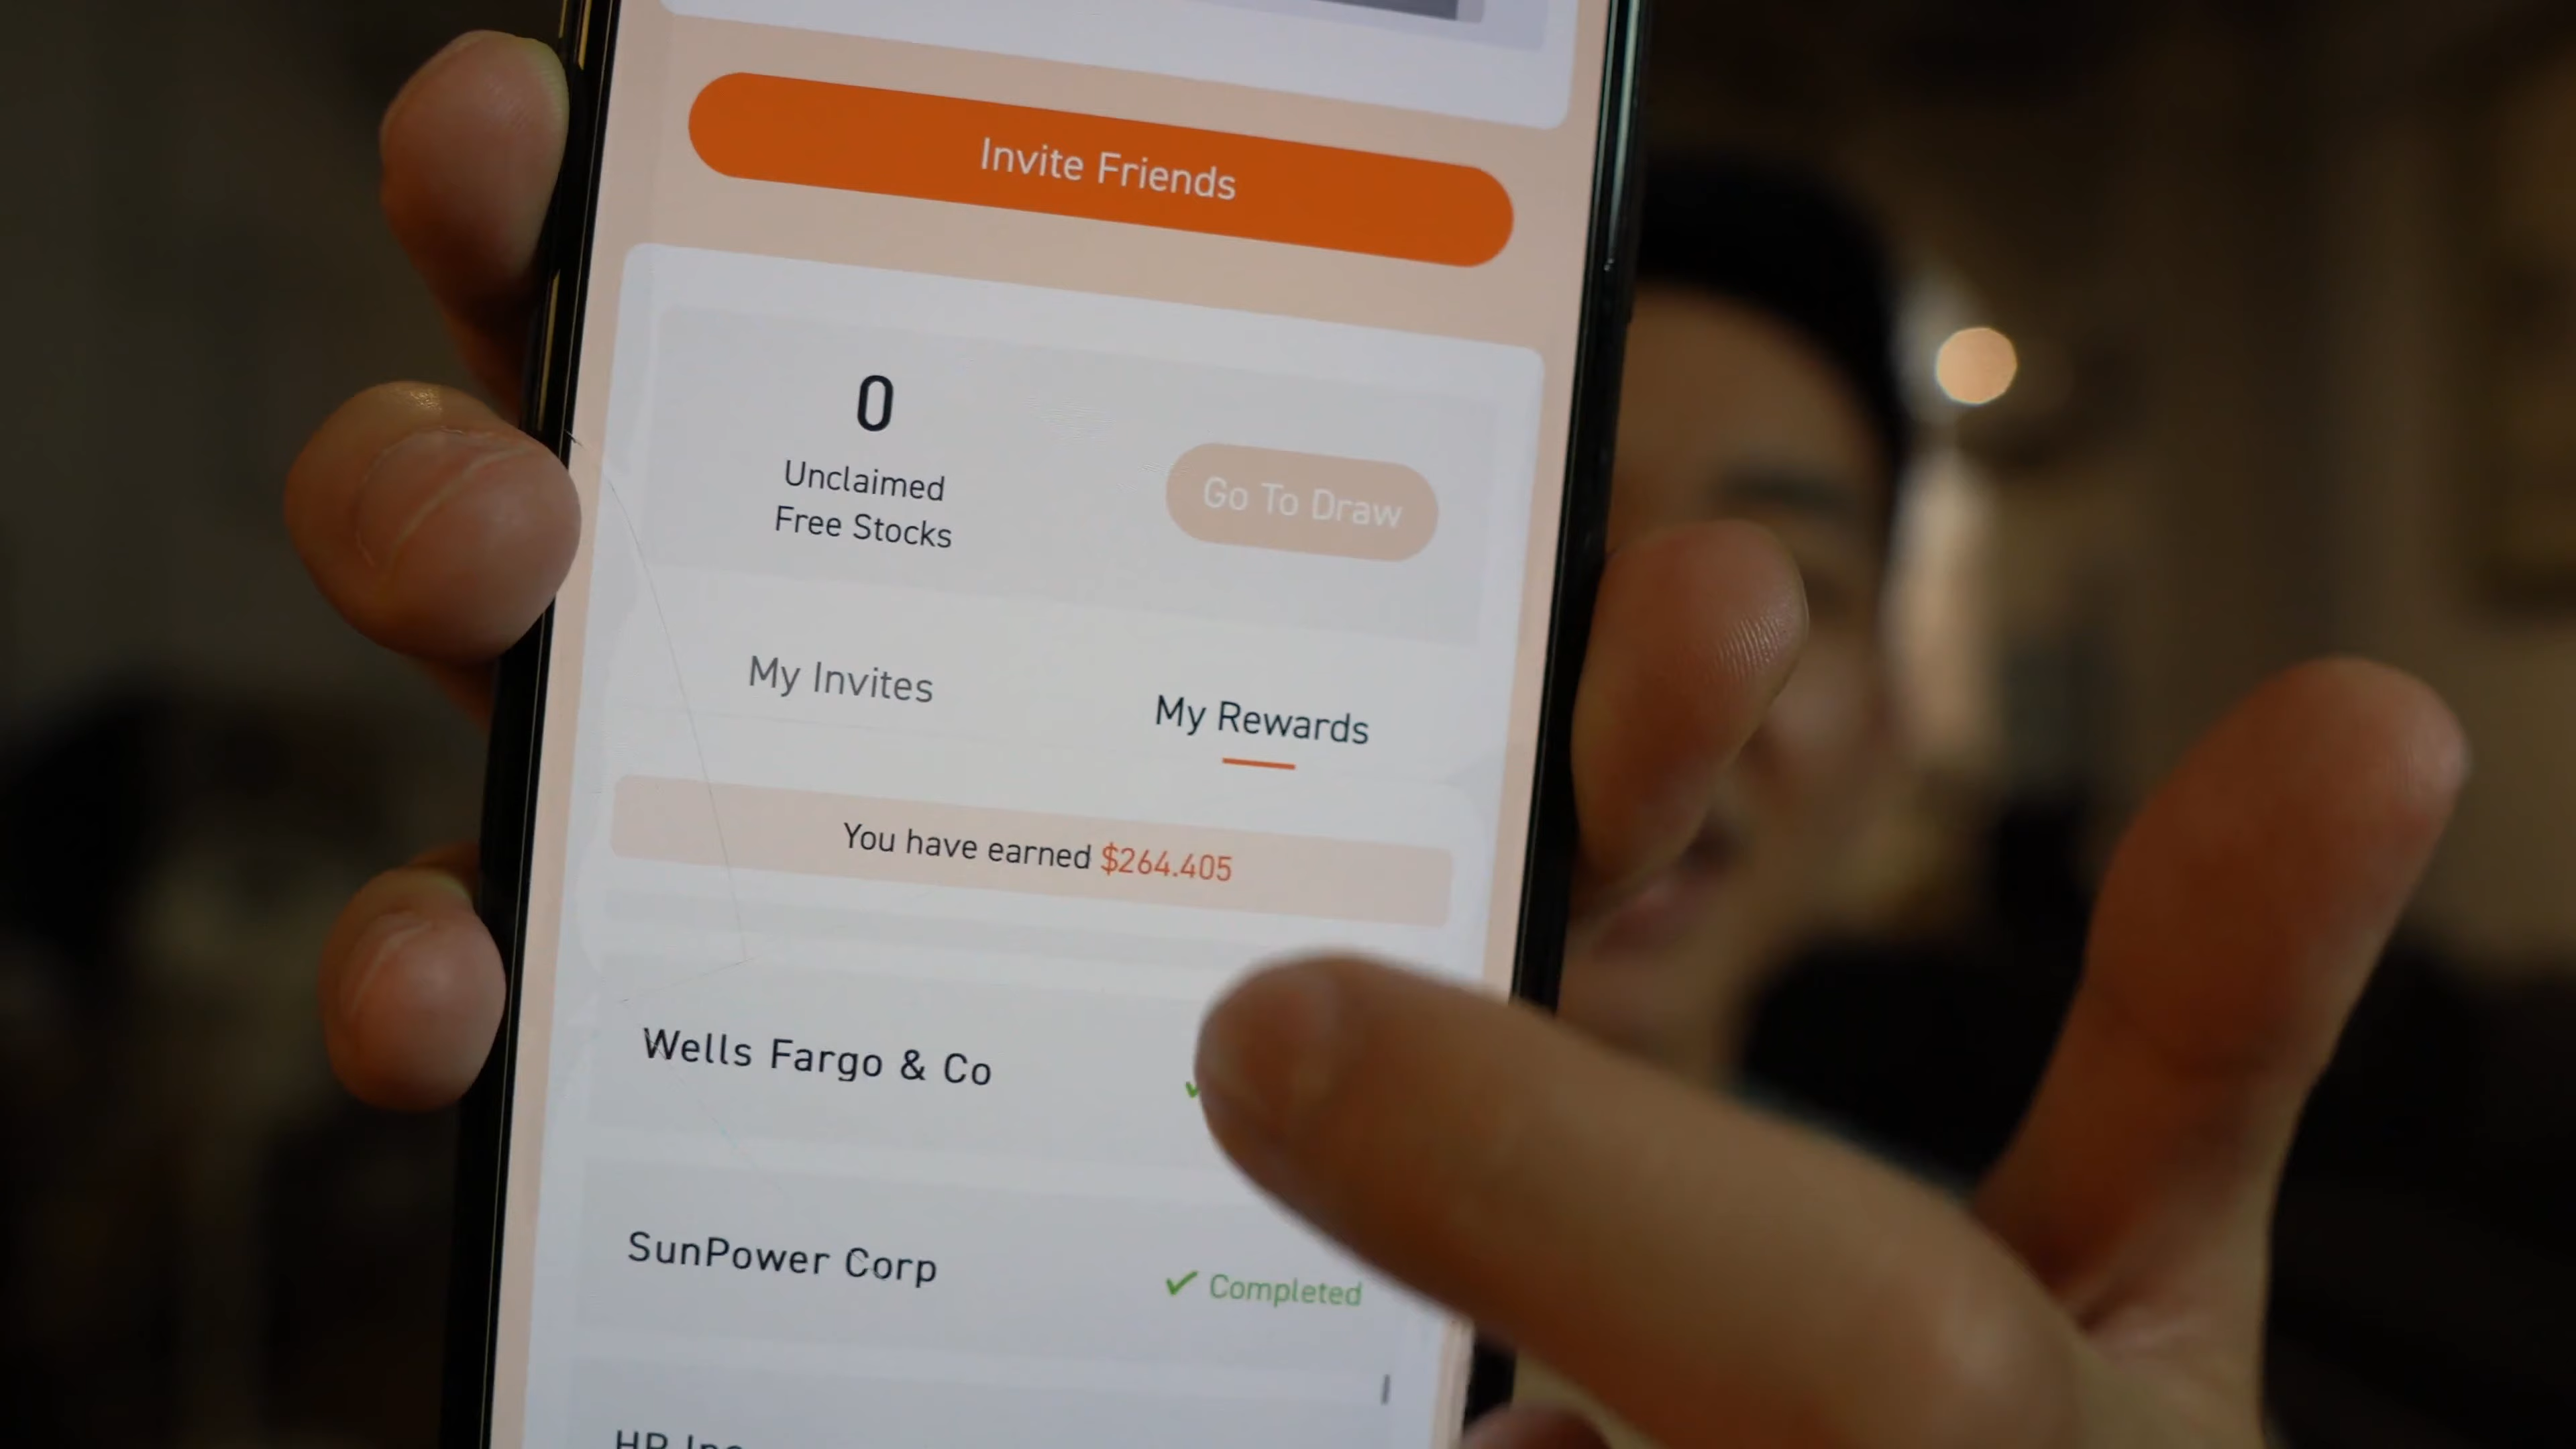 Invite Friends
0
Unclaimed
Free Stocks
Go To Draw
My Invites
My Rewards
You have earned $264.405
Wells Fargo & Co
SunPower Corp
✓ Completed